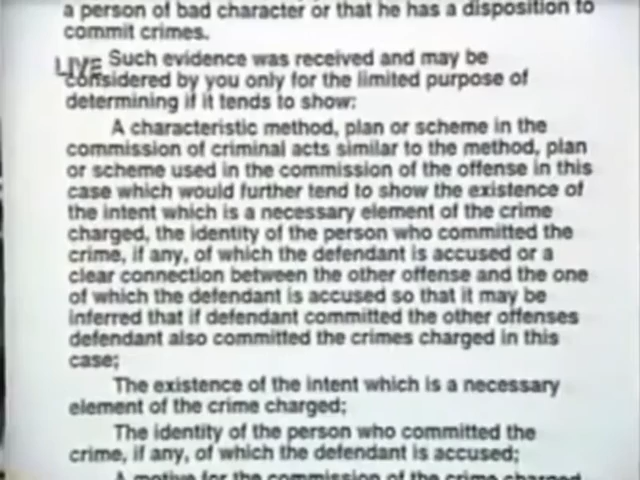 a person of bad character or that he has a disposition to
commit crimes.
LIVE
Such evidence was received and may be
considered by you only for the limited purpose of
determining if it tends to show:
A characteristic method, plan or scheme in the
commission of criminal acts similar to the method, plan
or scheme used in the commission of the offense in this
case which would further tend to show the existence of
the intent which is a necessary element of the crime
charged, the identity of the person who committed the
crime, if any, of which the defendant is accused or a
clear connection between the other offense and the one
of which the defendant is accused so that it may be
inferred that if defendant committed the other offenses
defendant also committed the crimes charged in this
case;
The existence of the intent which is a necessary
element of the crime charged;
The identity of the person who committed the
crime, if any, of which the defendant is accused;
A motive for the commission of the crime charged